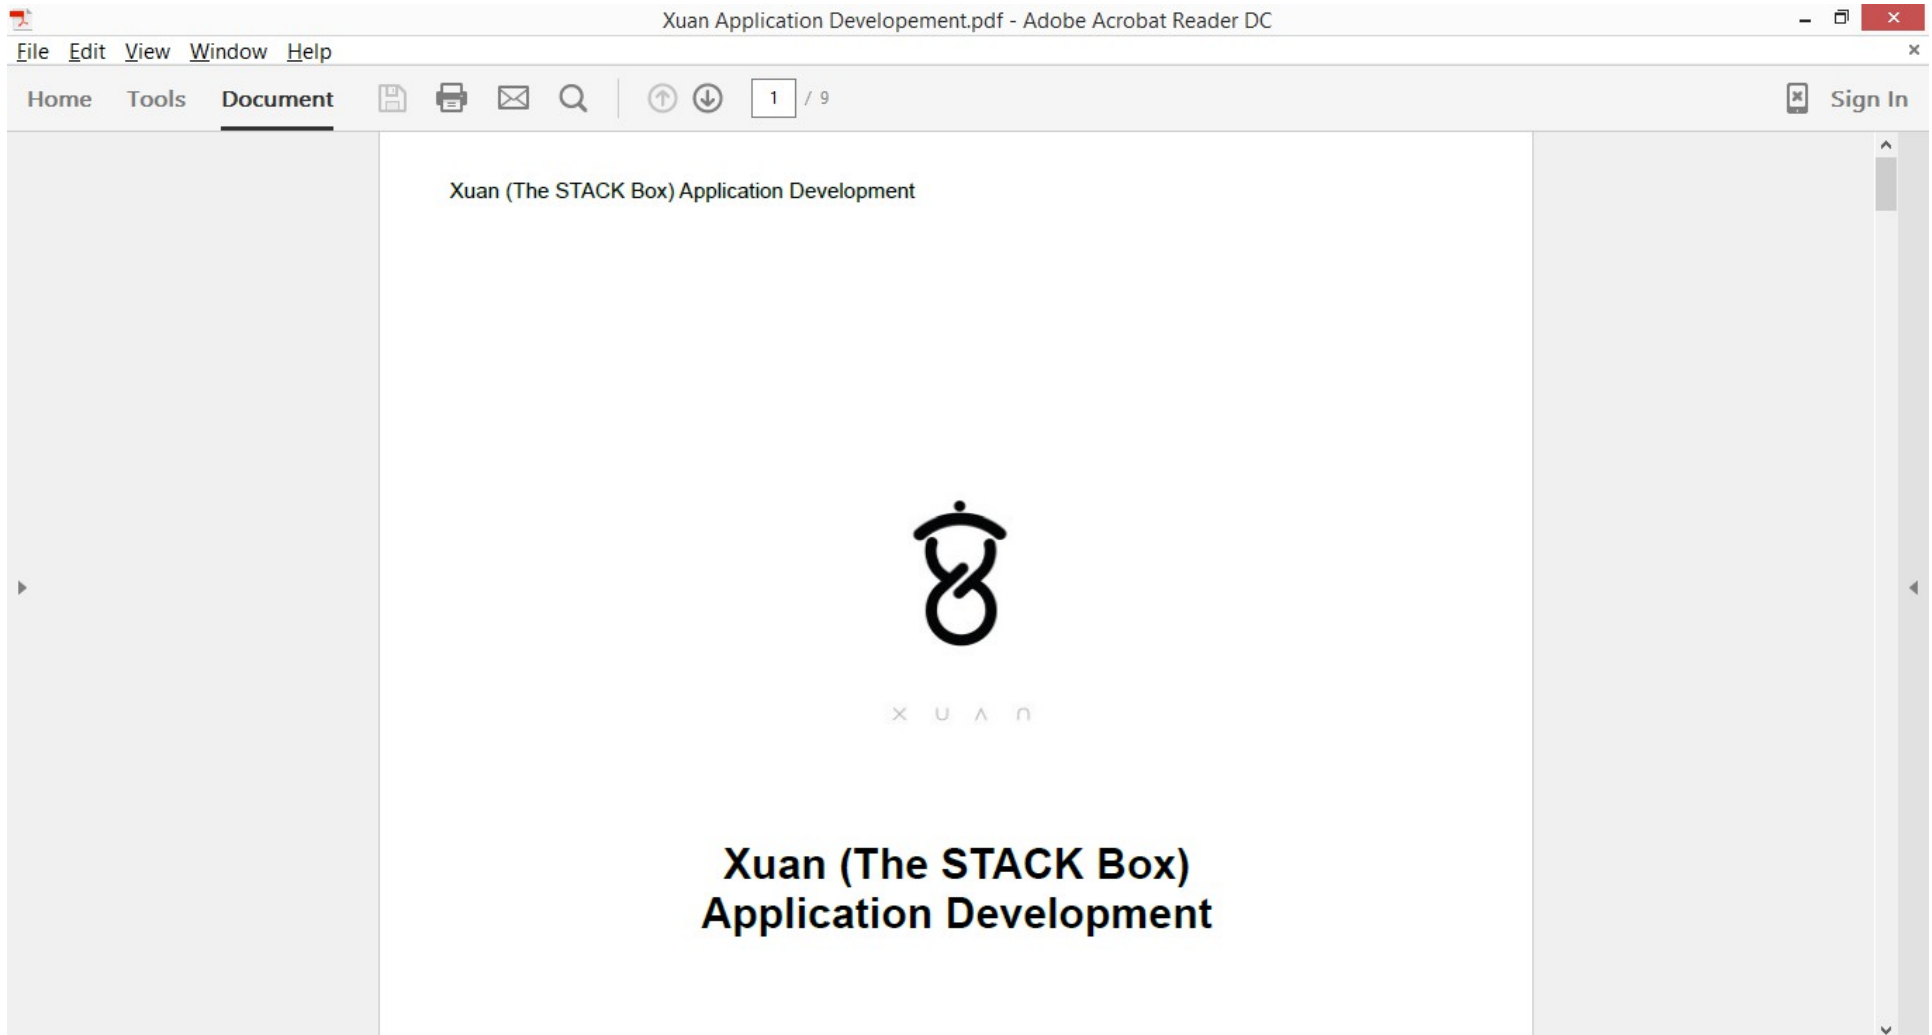 Xuan Application Developement.pdf - Adobe Acrobat Reader DC
File Edit View Window Help
Home Tools Document 1 / 9 Sign In
Xuan (The STACK Box) Application Development
X U Λ ∩
Xuan (The STACK Box)
Application Development